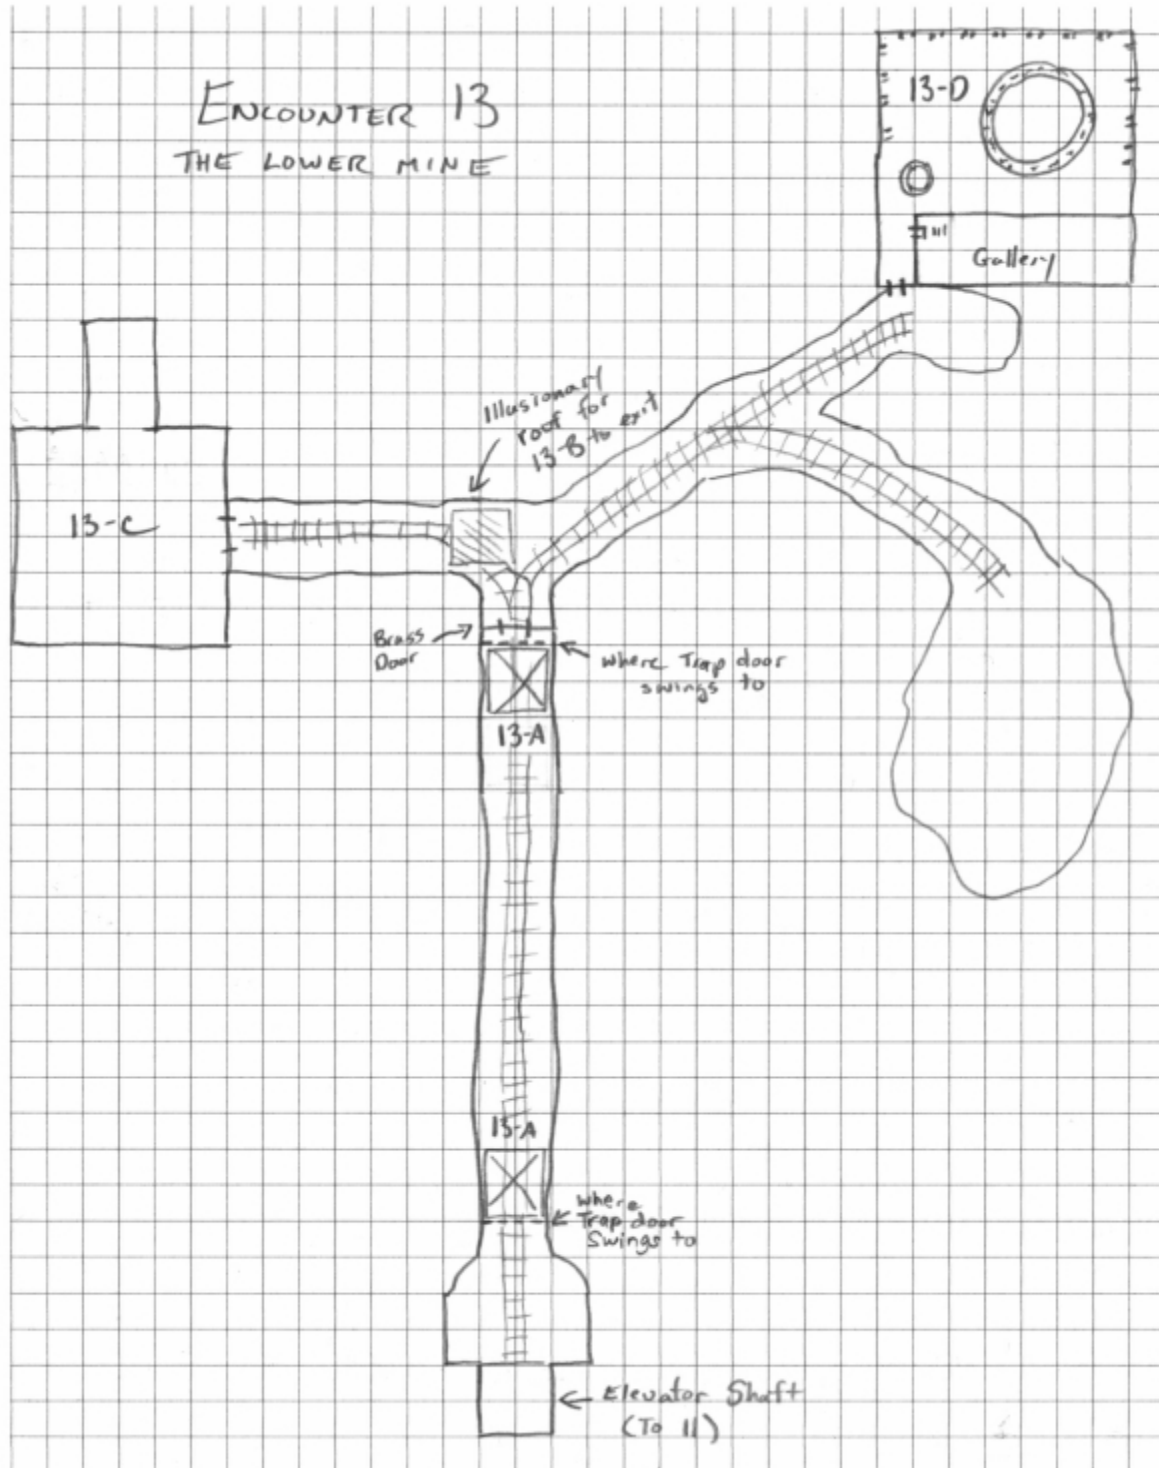 ENCOUNTER 13
THE LOWER MINE
13-D
Gallery
Illusionary
roof for
13-B to exit
13-C
Brass
Door
where Trap door
swings to
13-A
13-A
where
Trap door
Swings to
Elevator Shaft
(To 11)